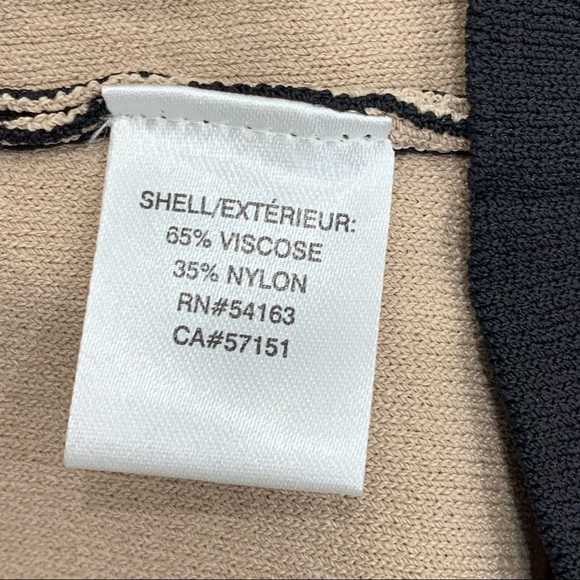 SHELL/EXTÉRIEUR:
65% VISCOSE
35% NYLON
RN#54163
CA#57151